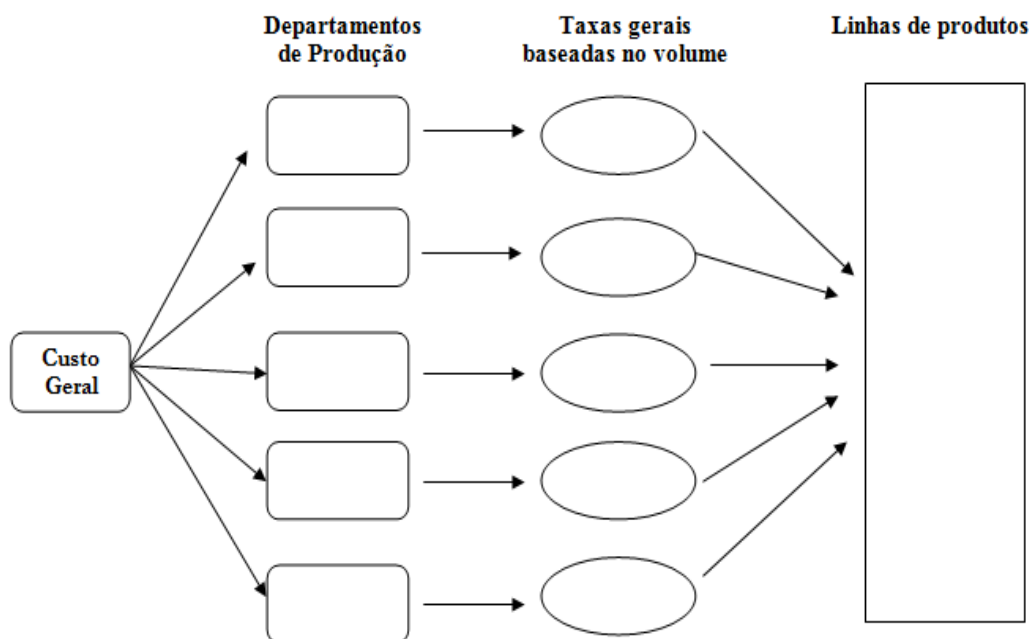 Departamentos
de Produção
Taxas gerais
baseadas no volume
Linhas de produtos
Custo
Geral